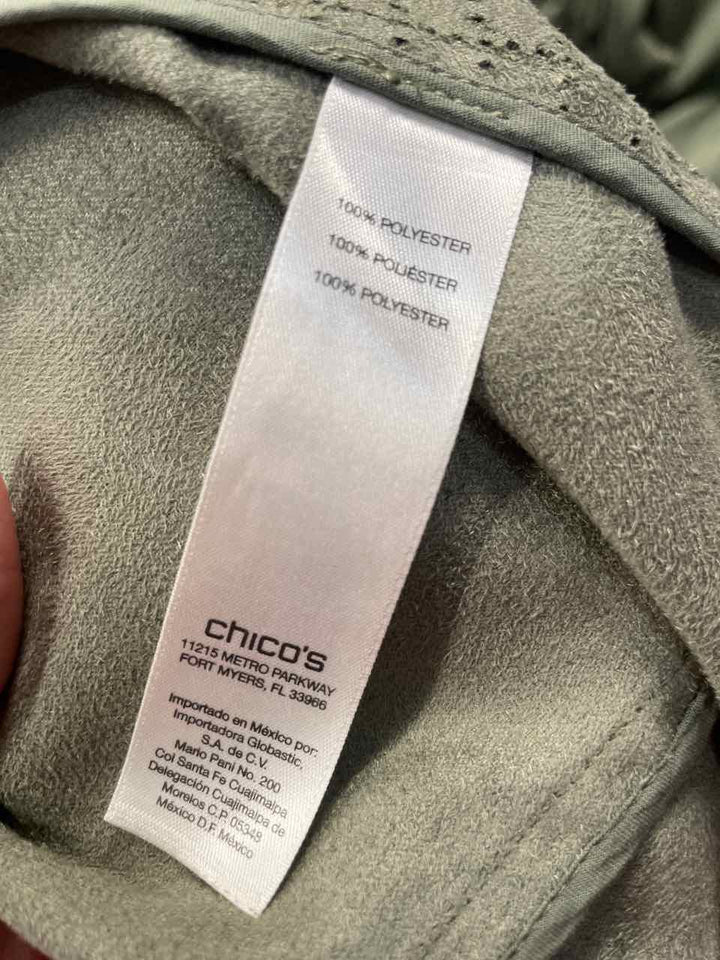 100% POLYESTER
100% POLIÉSTER
100% POLYESTER
chico's
11215 METRO PARKWAY
FORT MYERS, FL 33966
Importado en México por:
Importadora Globastic,
S.A. de C.V.
Mario Pani No. 200
Col Santa Fe Cuajimalpa
Delegación Cuajimalpa de
Morelos C.P. 05348
México D.F. México